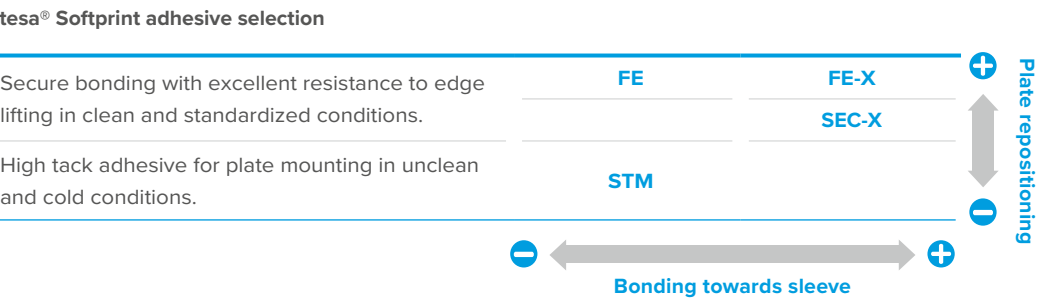 tesa® Softprint adhesive selection
Secure bonding with excellent resistance to edge
lifting in clean and standardized conditions.
FE
FE-X
SEC-X
High tack adhesive for plate mounting in unclean
and cold conditions.
STM
Plate repositioning
Bonding towards sleeve